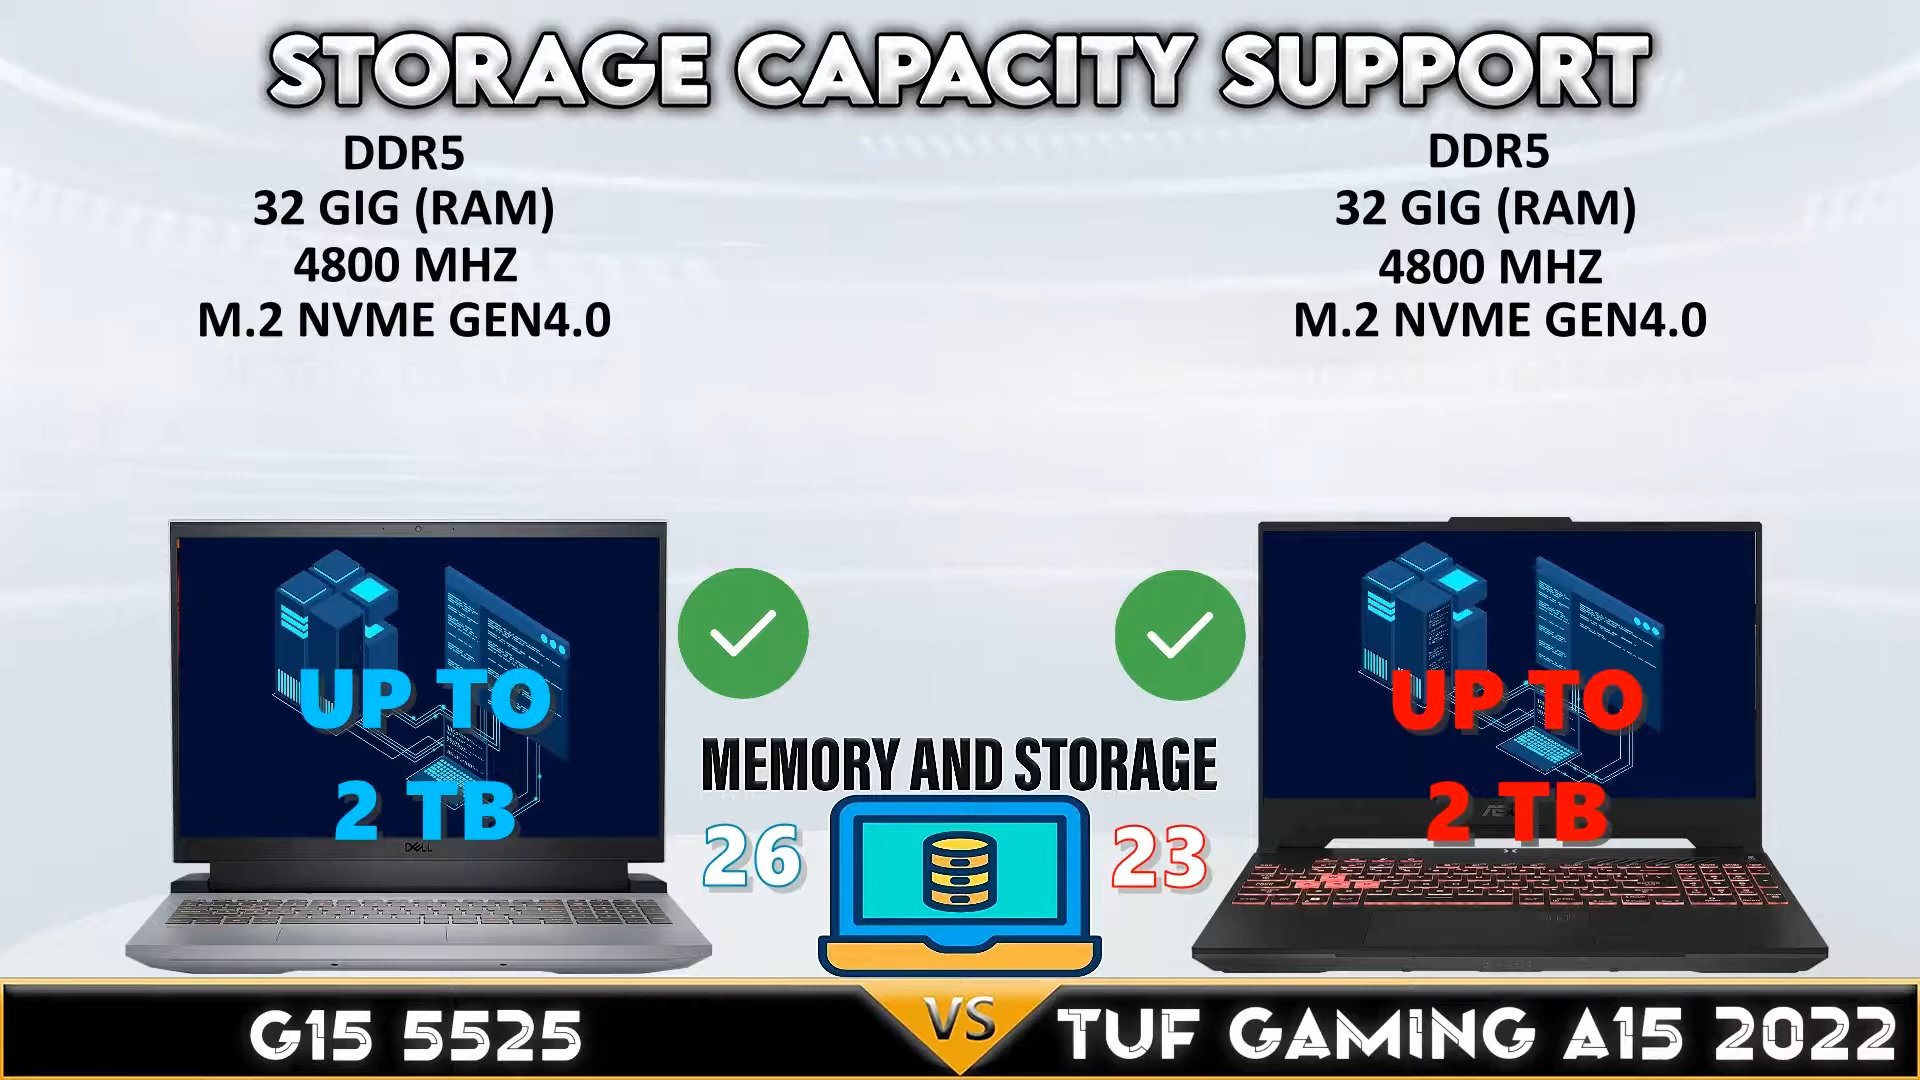 STORAGE CAPACITY SUPPORT
DDR5
32 GIG (RAM)
4800 MHZ
M.2 NVME GEN4.0
DDR5
32 GIG (RAM)
4800 MHZ
M.2 NVME GEN4.0
UP TO
2 TB
DELL
UP TO
2 TB
MEMORY AND STORAGE
26
23
G15 5525
VS
TUF GAMING A15 2022